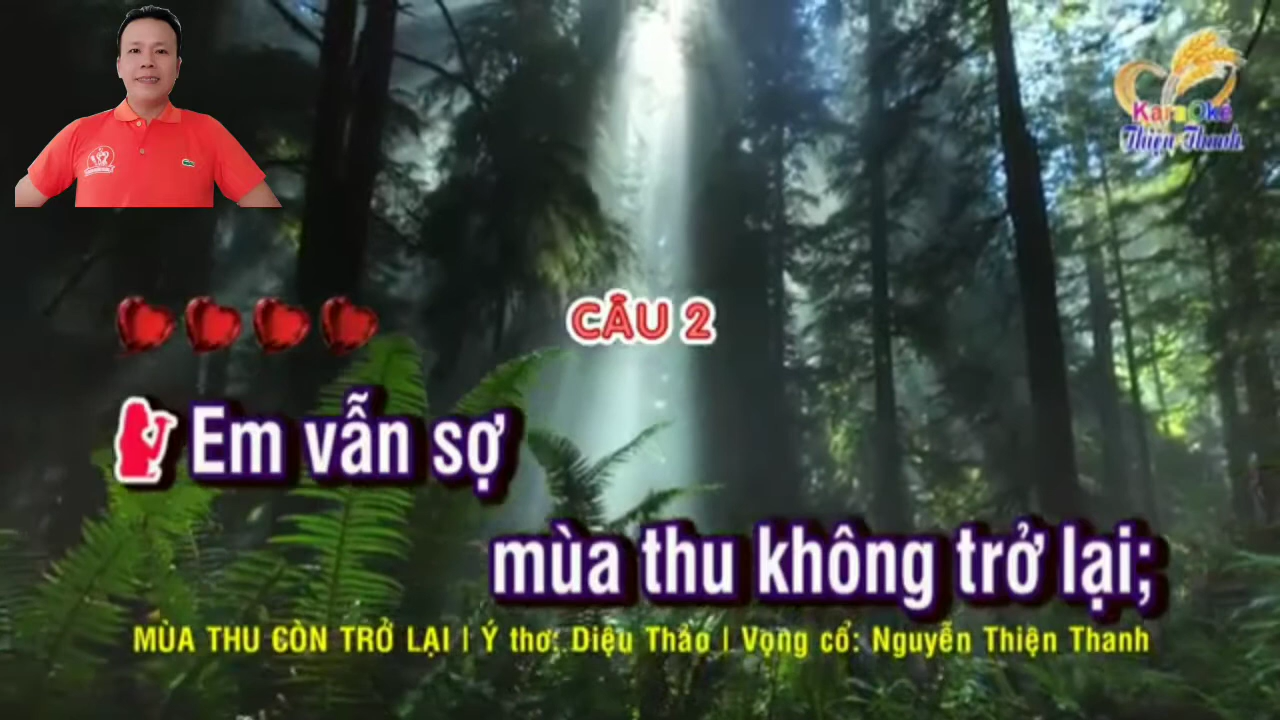 KaraOke
Thiện Thanh
CÂU 2
Em vẫn sợ
mùa thu không trở lại;
MÙA THU CÒN TRỞ LẠI | Ý thơ: Diệu Thảo | Vọng cổ: Nguyễn Thiện Thanh